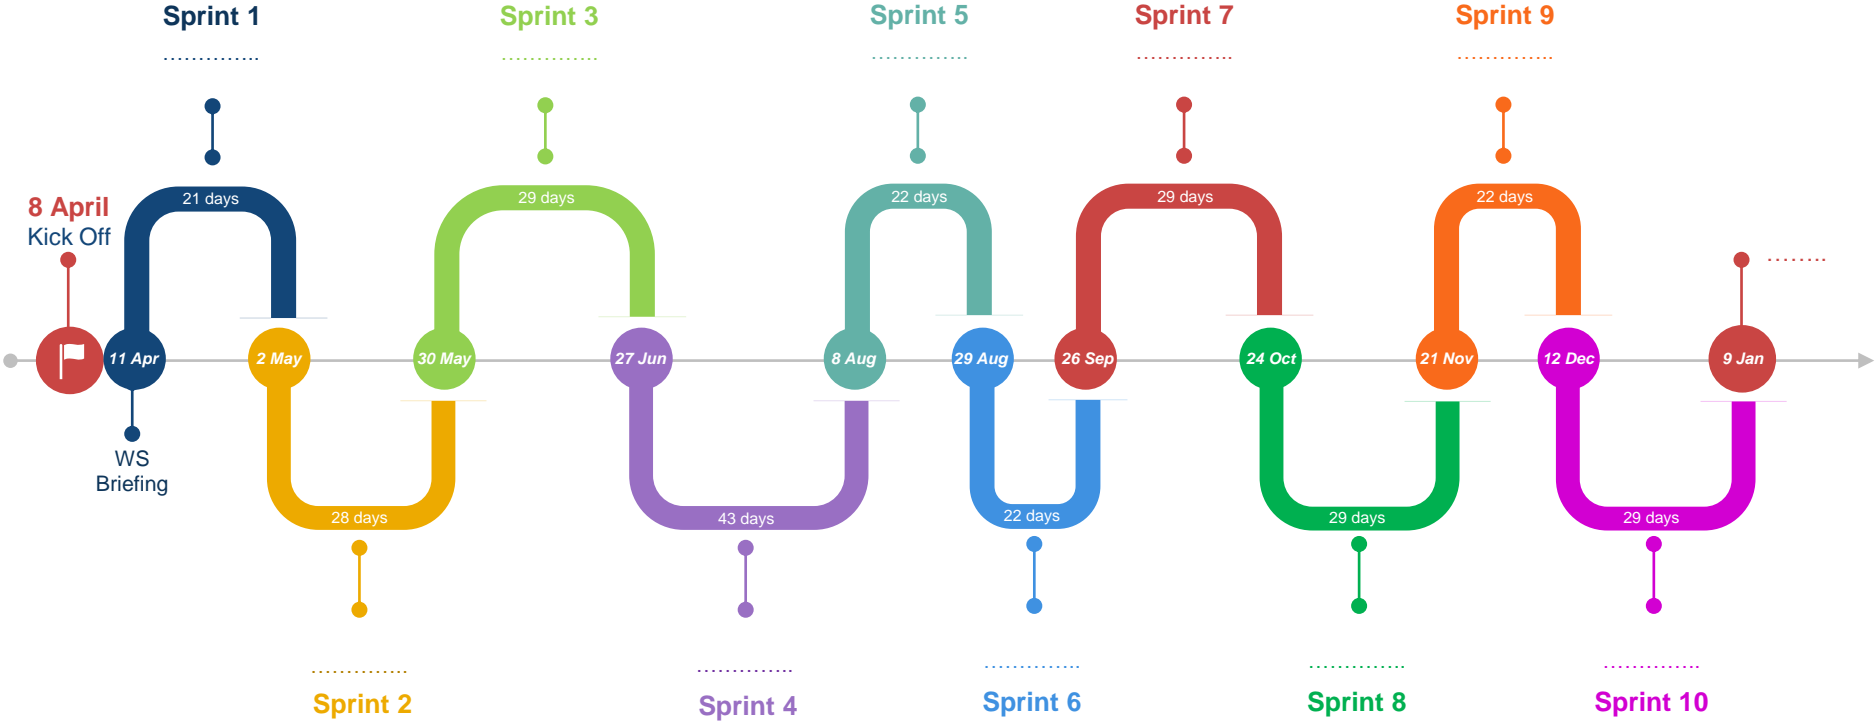 Sprint 1
Sprint 3
Sprint 5
Sprint 7
Sprint 9
21 days
29 days
22 days
29 days
22 days
8 April
Kick Off
11 Apr
2 May
30 May
27 Jun
8 Aug
29 Aug
26 Sep
24 Oct
21 Nov
12 Dec
9 Jan
WS
Briefing
28 days
43 days
22 days
29 days
29 days
Sprint 2
Sprint 4
Sprint 6
Sprint 8
Sprint 10